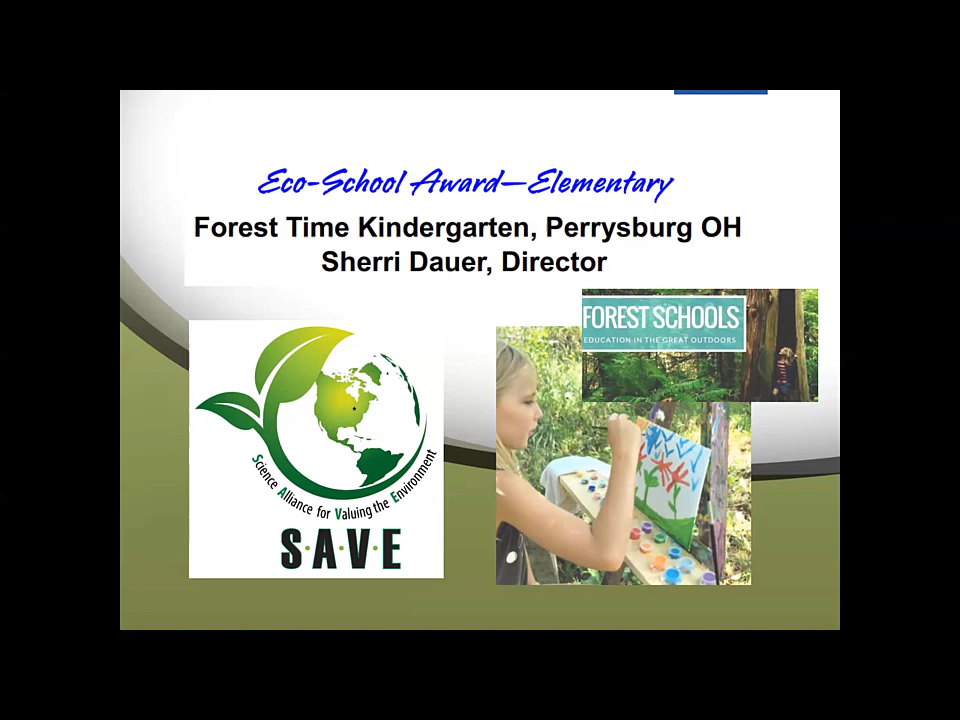 Eco-School Award—Elementary
Forest Time Kindergarten, Perrysburg OH
Sherri Dauer, Director
FOREST SCHOOLS
EDUCATION IN THE GREAT OUTDOORS
Science Alliance for Valuing the Environment
S·A·V·E